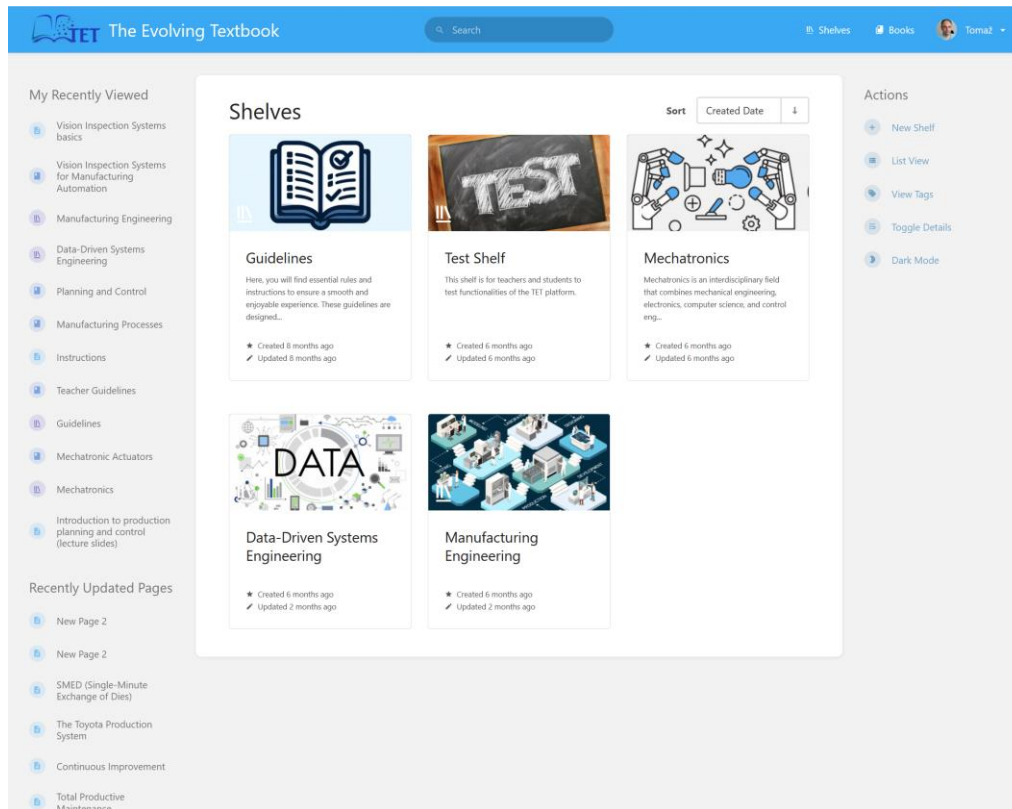 TET The Evolving Textbook
Search
Shelves
Books
Tomaž
My Recently Viewed
Vision Inspection Systems
basics
Vision Inspection Systems
for Manufacturing
Automation
Manufacturing Engineering
Data-Driven Systems
Engineering
Planning and Control
Manufacturing Processes
Instructions
Teacher Guidelines
Guidelines
Mechatronic Actuators
Mechatronics
Introduction to production
planning and control
(lecture slides)
Recently Updated Pages
New Page 2
New Page 2
SMED (Single-Minute
Exchange of Dies)
The Toyota Production
System
Continuous Improvement
Total Productive
Maintenance
Shelves
Sort
Created Date
Guidelines
Here, you will find essential rules and
instructions to ensure a smooth and
enjoyable experience. These guidelines are
designed...
Created 8 months ago
Updated 8 months ago
TEST
Test Shelf
This shelf is for teachers and students to
test functionalities of the TET platform.
Created 6 months ago
Updated 6 months ago
Mechatronics
Mechatronics is an interdisciplinary field
that combines mechanical engineering,
electronics, computer science, and control
eng...
Created 6 months ago
Updated 6 months ago
DATA
Data-Driven Systems
Engineering
Created 6 months ago
Updated 2 months ago
Manufacturing
Engineering
Created 6 months ago
Updated 2 months ago
Actions
New Shelf
List View
View Tags
Toggle Details
Dark Mode